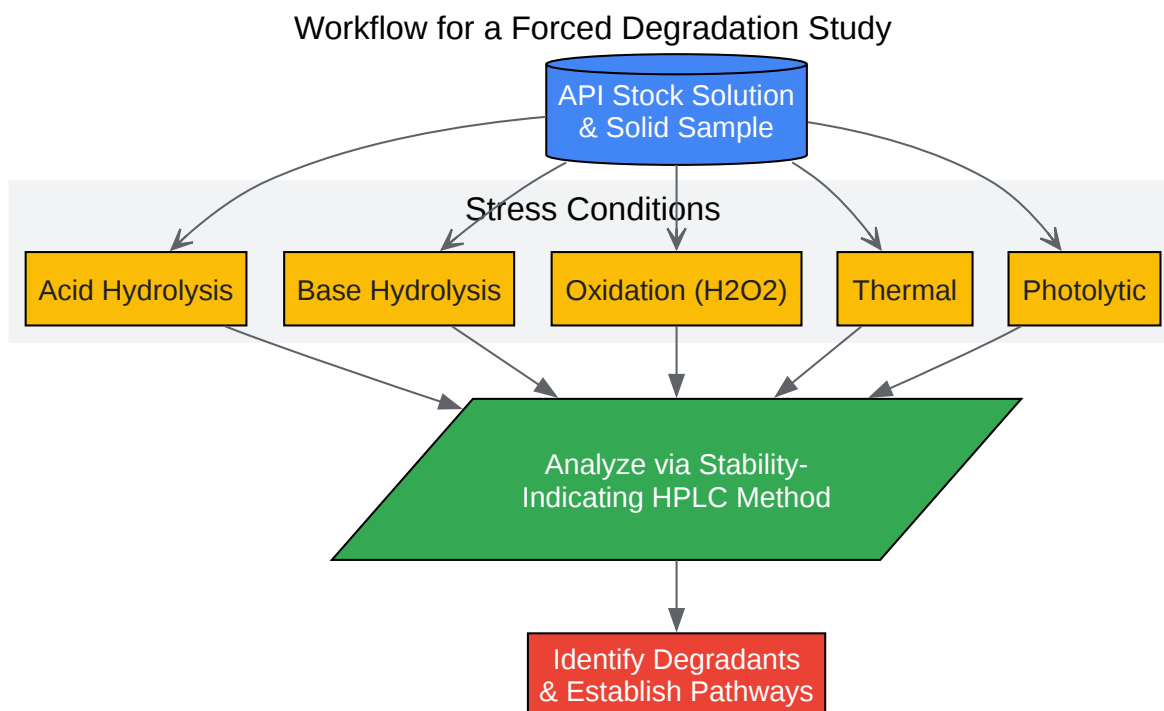 Workflow for a Forced Degradation Study
API Stock Solution
& Solid Sample
Stress Conditions
Acid Hydrolysis
Base Hydrolysis
Oxidation (H2O2)
Thermal
Photolytic
Analyze via Stability-
Indicating HPLC Method
Identify Degradants
& Establish Pathways